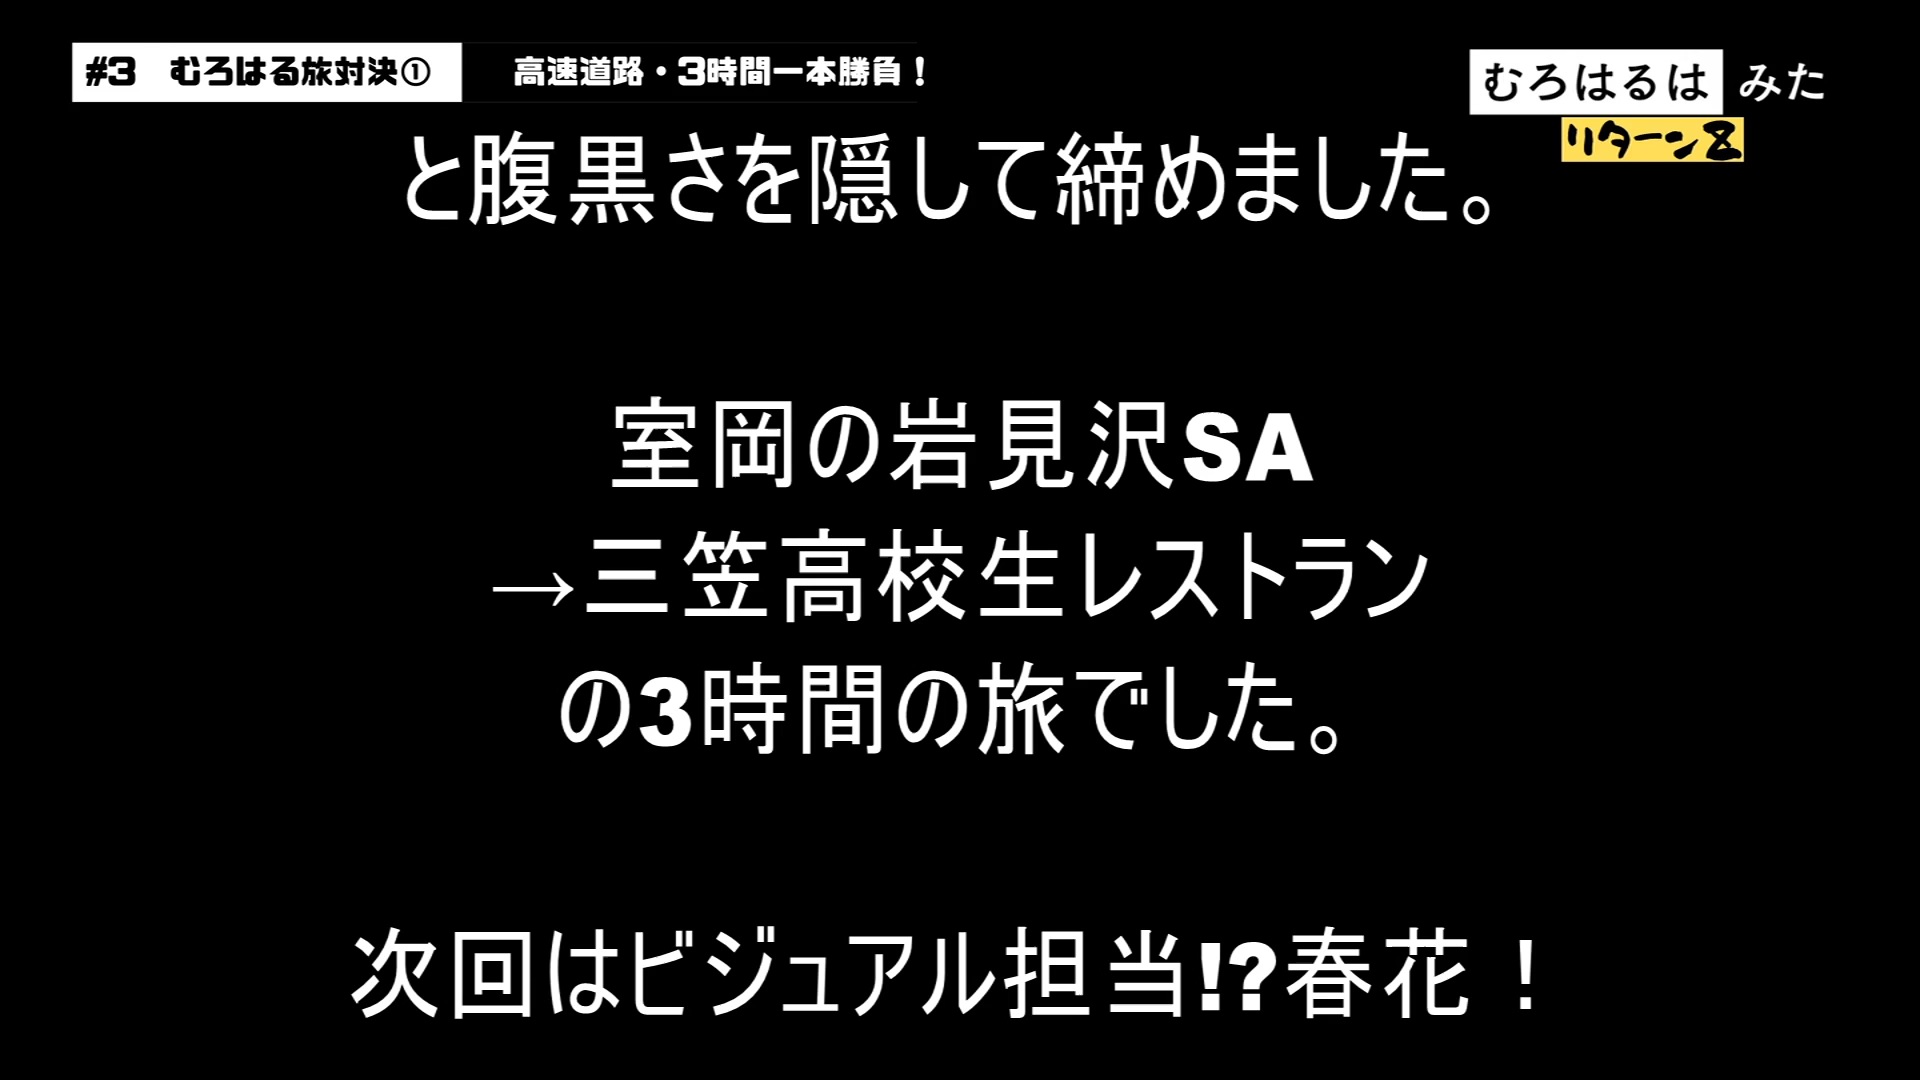 #3　むろはる旅対決①　高速道路・3時間一本勝負！
むろはるは みた
リターンZ
と腹黒さを隠して締めました。
室岡の岩見沢SA
→三笠高校生レストラン
の3時間の旅でした。
次回はビジュアル担当!?春花！